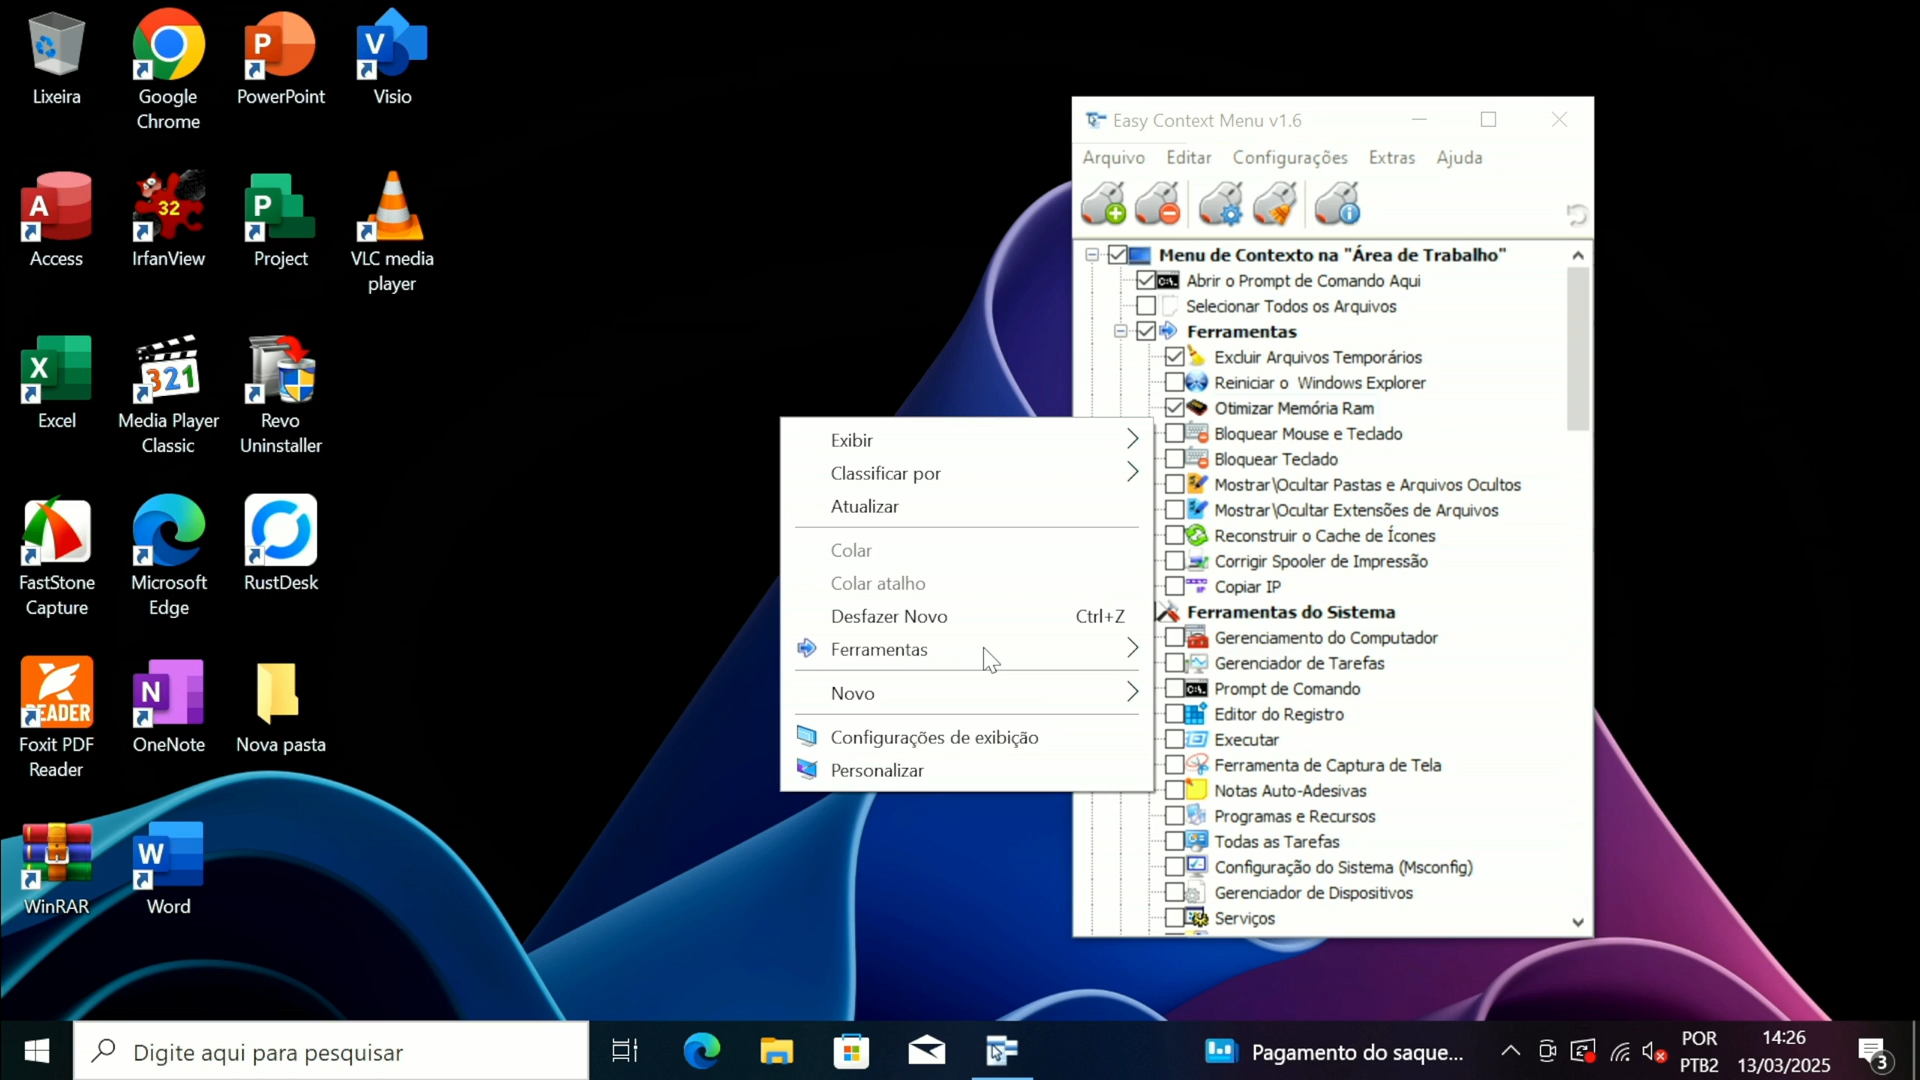 Lixeira
Google
Chrome
PowerPoint
Visio
Access
IrfanView
Project
VLC media
player
Excel
Media Player
Classic
Revo
Uninstaller
FastStone
Capture
Microsoft
Edge
RustDesk
Foxit PDF
Reader
OneNote
Nova pasta
WinRAR
Word
P
V
A
32
P
X
321
READER
N
W
Easy Context Menu v1.6
Arquivo Editar Configurações Extras Ajuda
Menu de Contexto na "Área de Trabalho"
Abrir o Prompt de Comando Aqui
Selecionar Todos os Arquivos
Ferramentas
Excluir Arquivos Temporários
Reiniciar o Windows Explorer
Otimizar Memória Ram
Bloquear Mouse e Teclado
Bloquear Teclado
Mostrar\Ocultar Pastas e Arquivos Ocultos
Mostrar\Ocultar Extensões de Arquivos
Reconstruir o Cache de Ícones
Corrigir Spooler de Impressão
Copiar IP
Ferramentas do Sistema
Gerenciamento do Computador
Gerenciador de Tarefas
Prompt de Comando
Editor do Registro
Executar
Ferramenta de Captura de Tela
Notas Auto-Adesivas
Programas e Recursos
Todas as Tarefas
Configuração do Sistema (Msconfig)
Gerenciador de Dispositivos
Serviços
Exibir
Classificar por
Atualizar
Colar
Colar atalho
Desfazer Novo Ctrl+Z
Ferramentas
Novo
Configurações de exibição
Personalizar
Digite aqui para pesquisar
Pagamento do saque...
POR
PTB2
14:26
13/03/2025
3